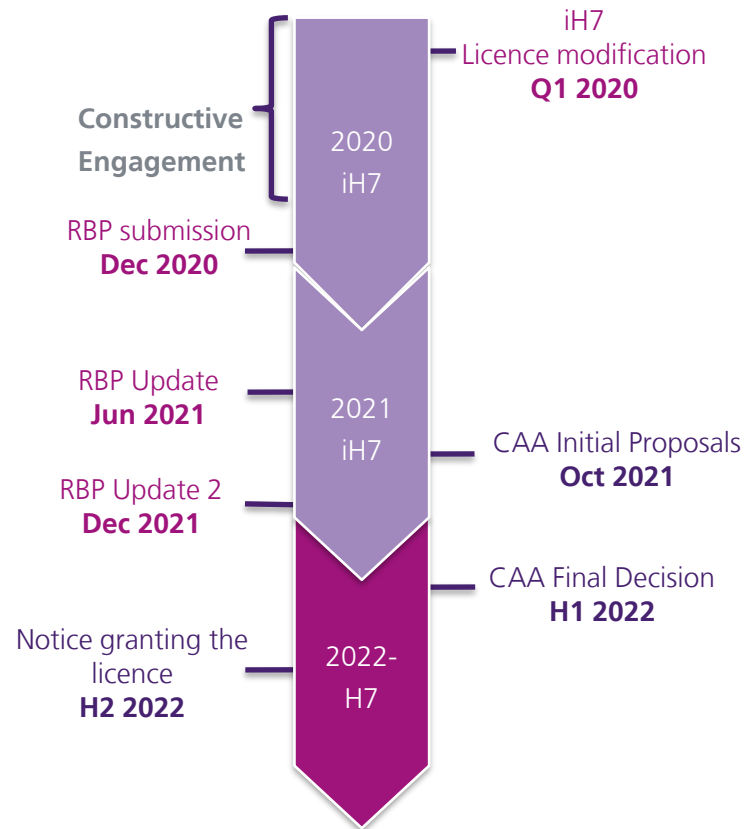 iH7
Licence modification
Q1 2020
Constructive
Engagement
2020
iH7
RBP submission
Dec 2020
RBP Update
Jun 2021
2021
iH7
CAA Initial Proposals
Oct 2021
RBP Update 2
Dec 2021
CAA Final Decision
H1 2022
Notice granting the
licence
H2 2022
2022-
H7